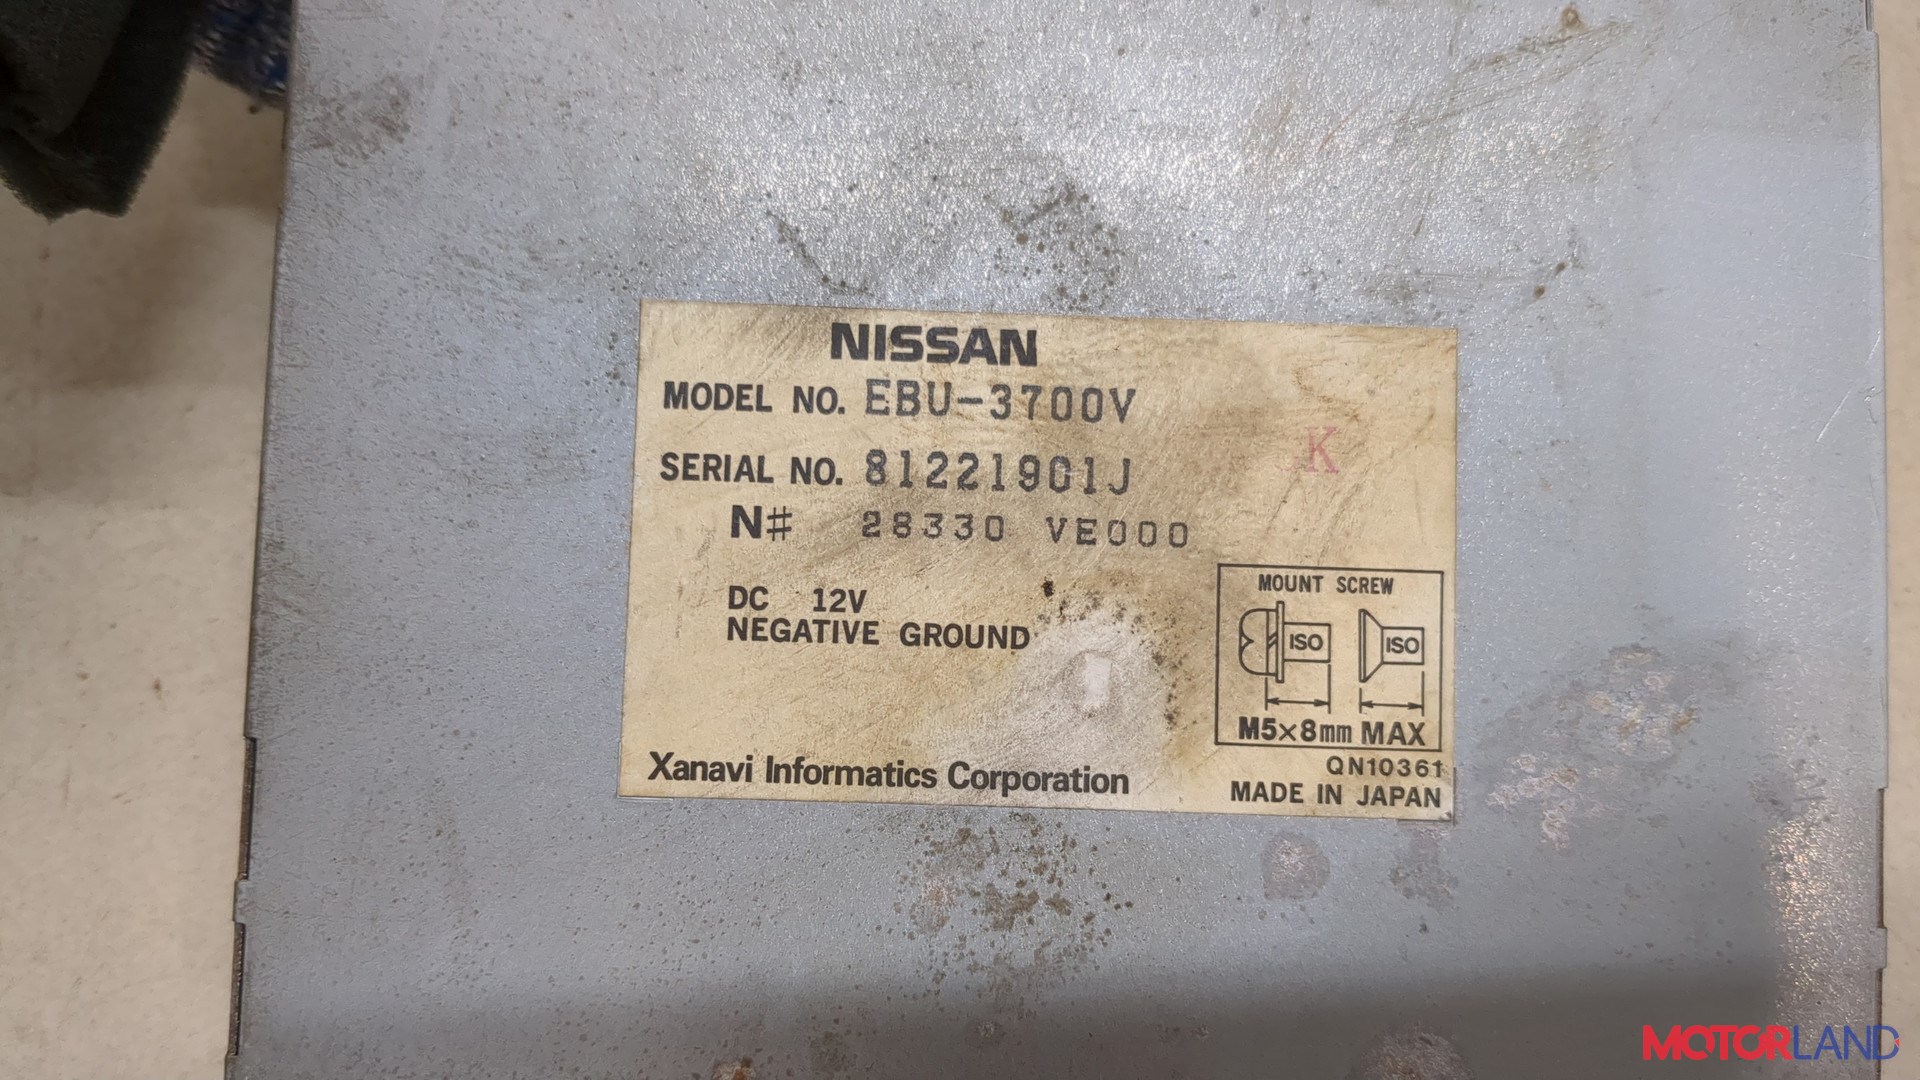 NISSAN
MODEL NO. EBU-3700V
SERIAL NO. 81221901J
K
N# 28330 VE000
DC 12V
NEGATIVE GROUND
MOUNT SCREW
ISO ISO
M5×8mm MAX
QN10361
Xanavi Informatics Corporation
MADE IN JAPAN
MOTORLAND